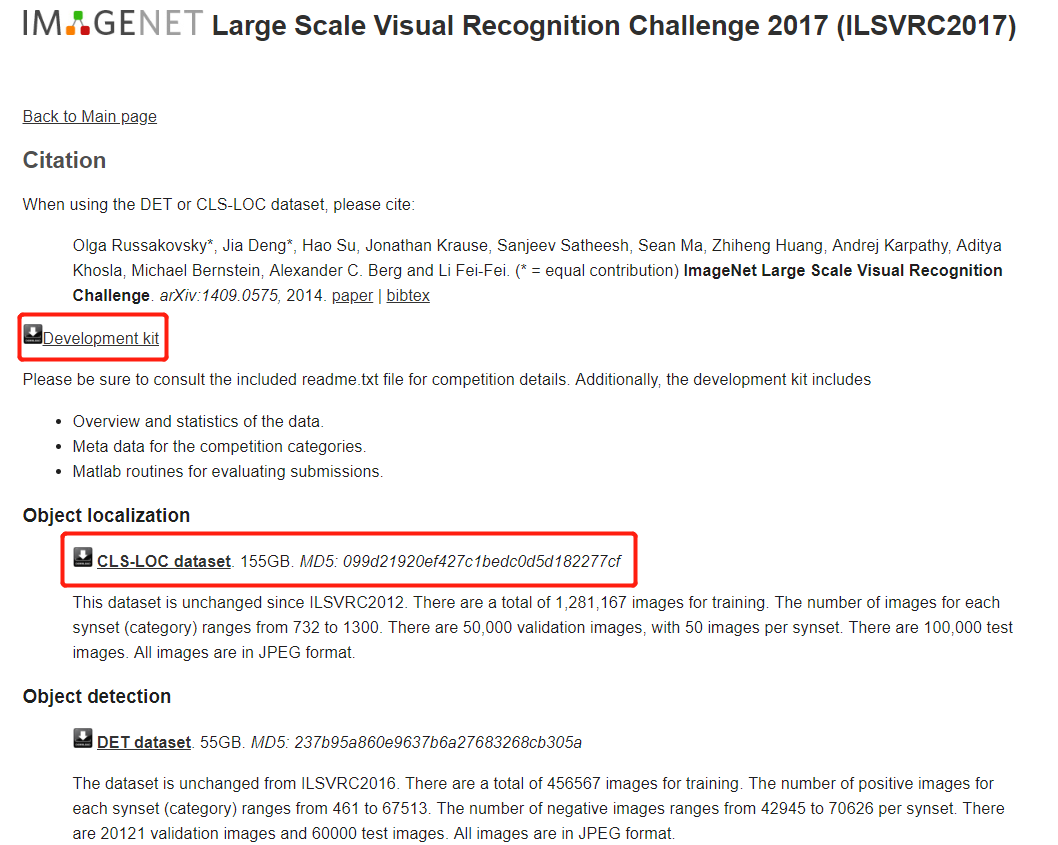 IMAGENET Large Scale Visual Recognition Challenge 2017 (ILSVRC2017)
Back to Main page
Citation
When using the DET or CLS-LOC dataset, please cite:
Olga Russakovsky*, Jia Deng*, Hao Su, Jonathan Krause, Sanjeev Satheesh, Sean Ma, Zhiheng Huang, Andrej Karpathy, Aditya
Khosla, Michael Bernstein, Alexander C. Berg and Li Fei-Fei. (* = equal contribution) ImageNet Large Scale Visual Recognition
Challenge. arXiv:1409.0575, 2014. paper | bibtex
Development kit
Please be sure to consult the included readme.txt file for competition details. Additionally, the development kit includes
• Overview and statistics of the data.
• Meta data for the competition categories.
• Matlab routines for evaluating submissions.
Object localization
CLS-LOC dataset. 155GB. MD5: 099d21920ef427c1bedc0d5d182277cf
This dataset is unchanged since ILSVRC2012. There are a total of 1,281,167 images for training. The number of images for each
synset (category) ranges from 732 to 1300. There are 50,000 validation images, with 50 images per synset. There are 100,000 test
images. All images are in JPEG format.
Object detection
DET dataset. 55GB. MD5: 237b95a860e9637b6a27683268cb305a
The dataset is unchanged from ILSVRC2016. There are a total of 456567 images for training. The number of positive images for
each synset (category) ranges from 461 to 67513. The number of negative images ranges from 42945 to 70626 per synset. There
are 20121 validation images and 60000 test images. All images are in JPEG format.